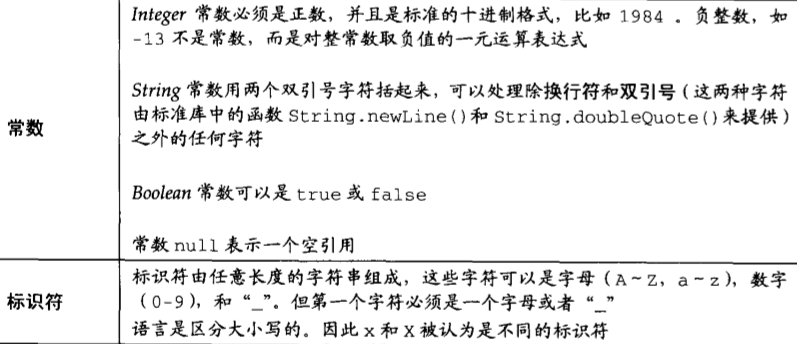 Integer 常数必须是正数，并且是标准的十进制格式，比如 1984 。负整数，如
-13 不是常数，而是对整常数取负值的一元运算表达式
String 常数用两个双引号字符括起来，可以处理除换行符和双引号（这两种字符
由标准库中的函数 String.newLine()和 String.doubleQuote()来提供）
之外的任何字符
常数
Boolean 常数可以是 true 或 false
常数 null 表示一个空引用
标识符由任意长度的字符串组成，这些字符可以是字母（A～Z，a～z），数字
标识符
（0-9），和“_”。但第一个字符必须是一个字母或者“_”
语言是区分大小写的。因此 x 和 X 被认为是不同的标识符